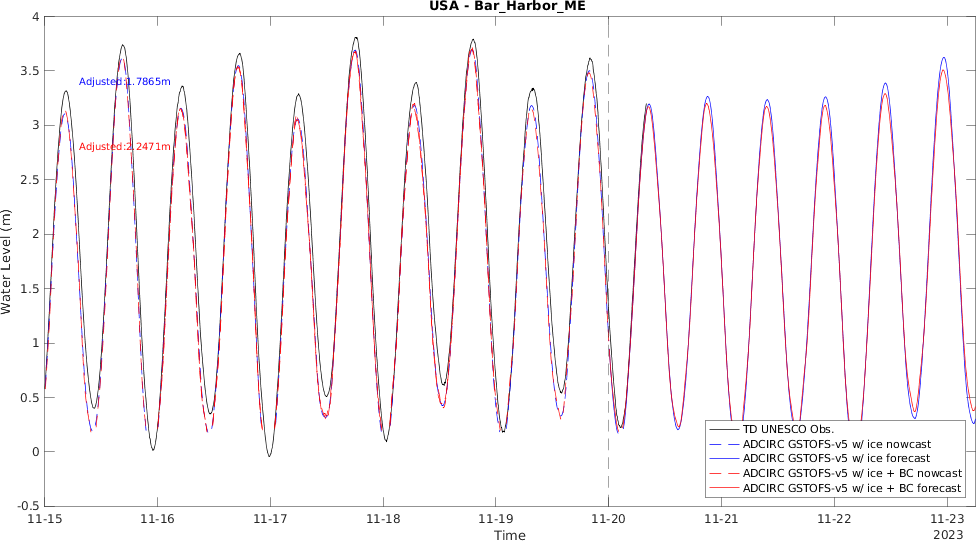 USA - Bar_Harbor_ME
4
3.5
3
2.5
2
1.5
1
0.5
0
-0.5
Water Level (m)
Adjusted:1.7865m
Adjusted:2.2471m
TD UNESCO Obs.
ADCIRC GSTOFS-v5 w/ ice nowcast
ADCIRC GSTOFS-v5 w/ ice forecast
ADCIRC GSTOFS-v5 w/ ice + BC nowcast
ADCIRC GSTOFS-v5 w/ ice + BC forecast
11-15 11-16 11-17 11-18 11-19 11-20 11-21 11-22 11-23
Time
2023